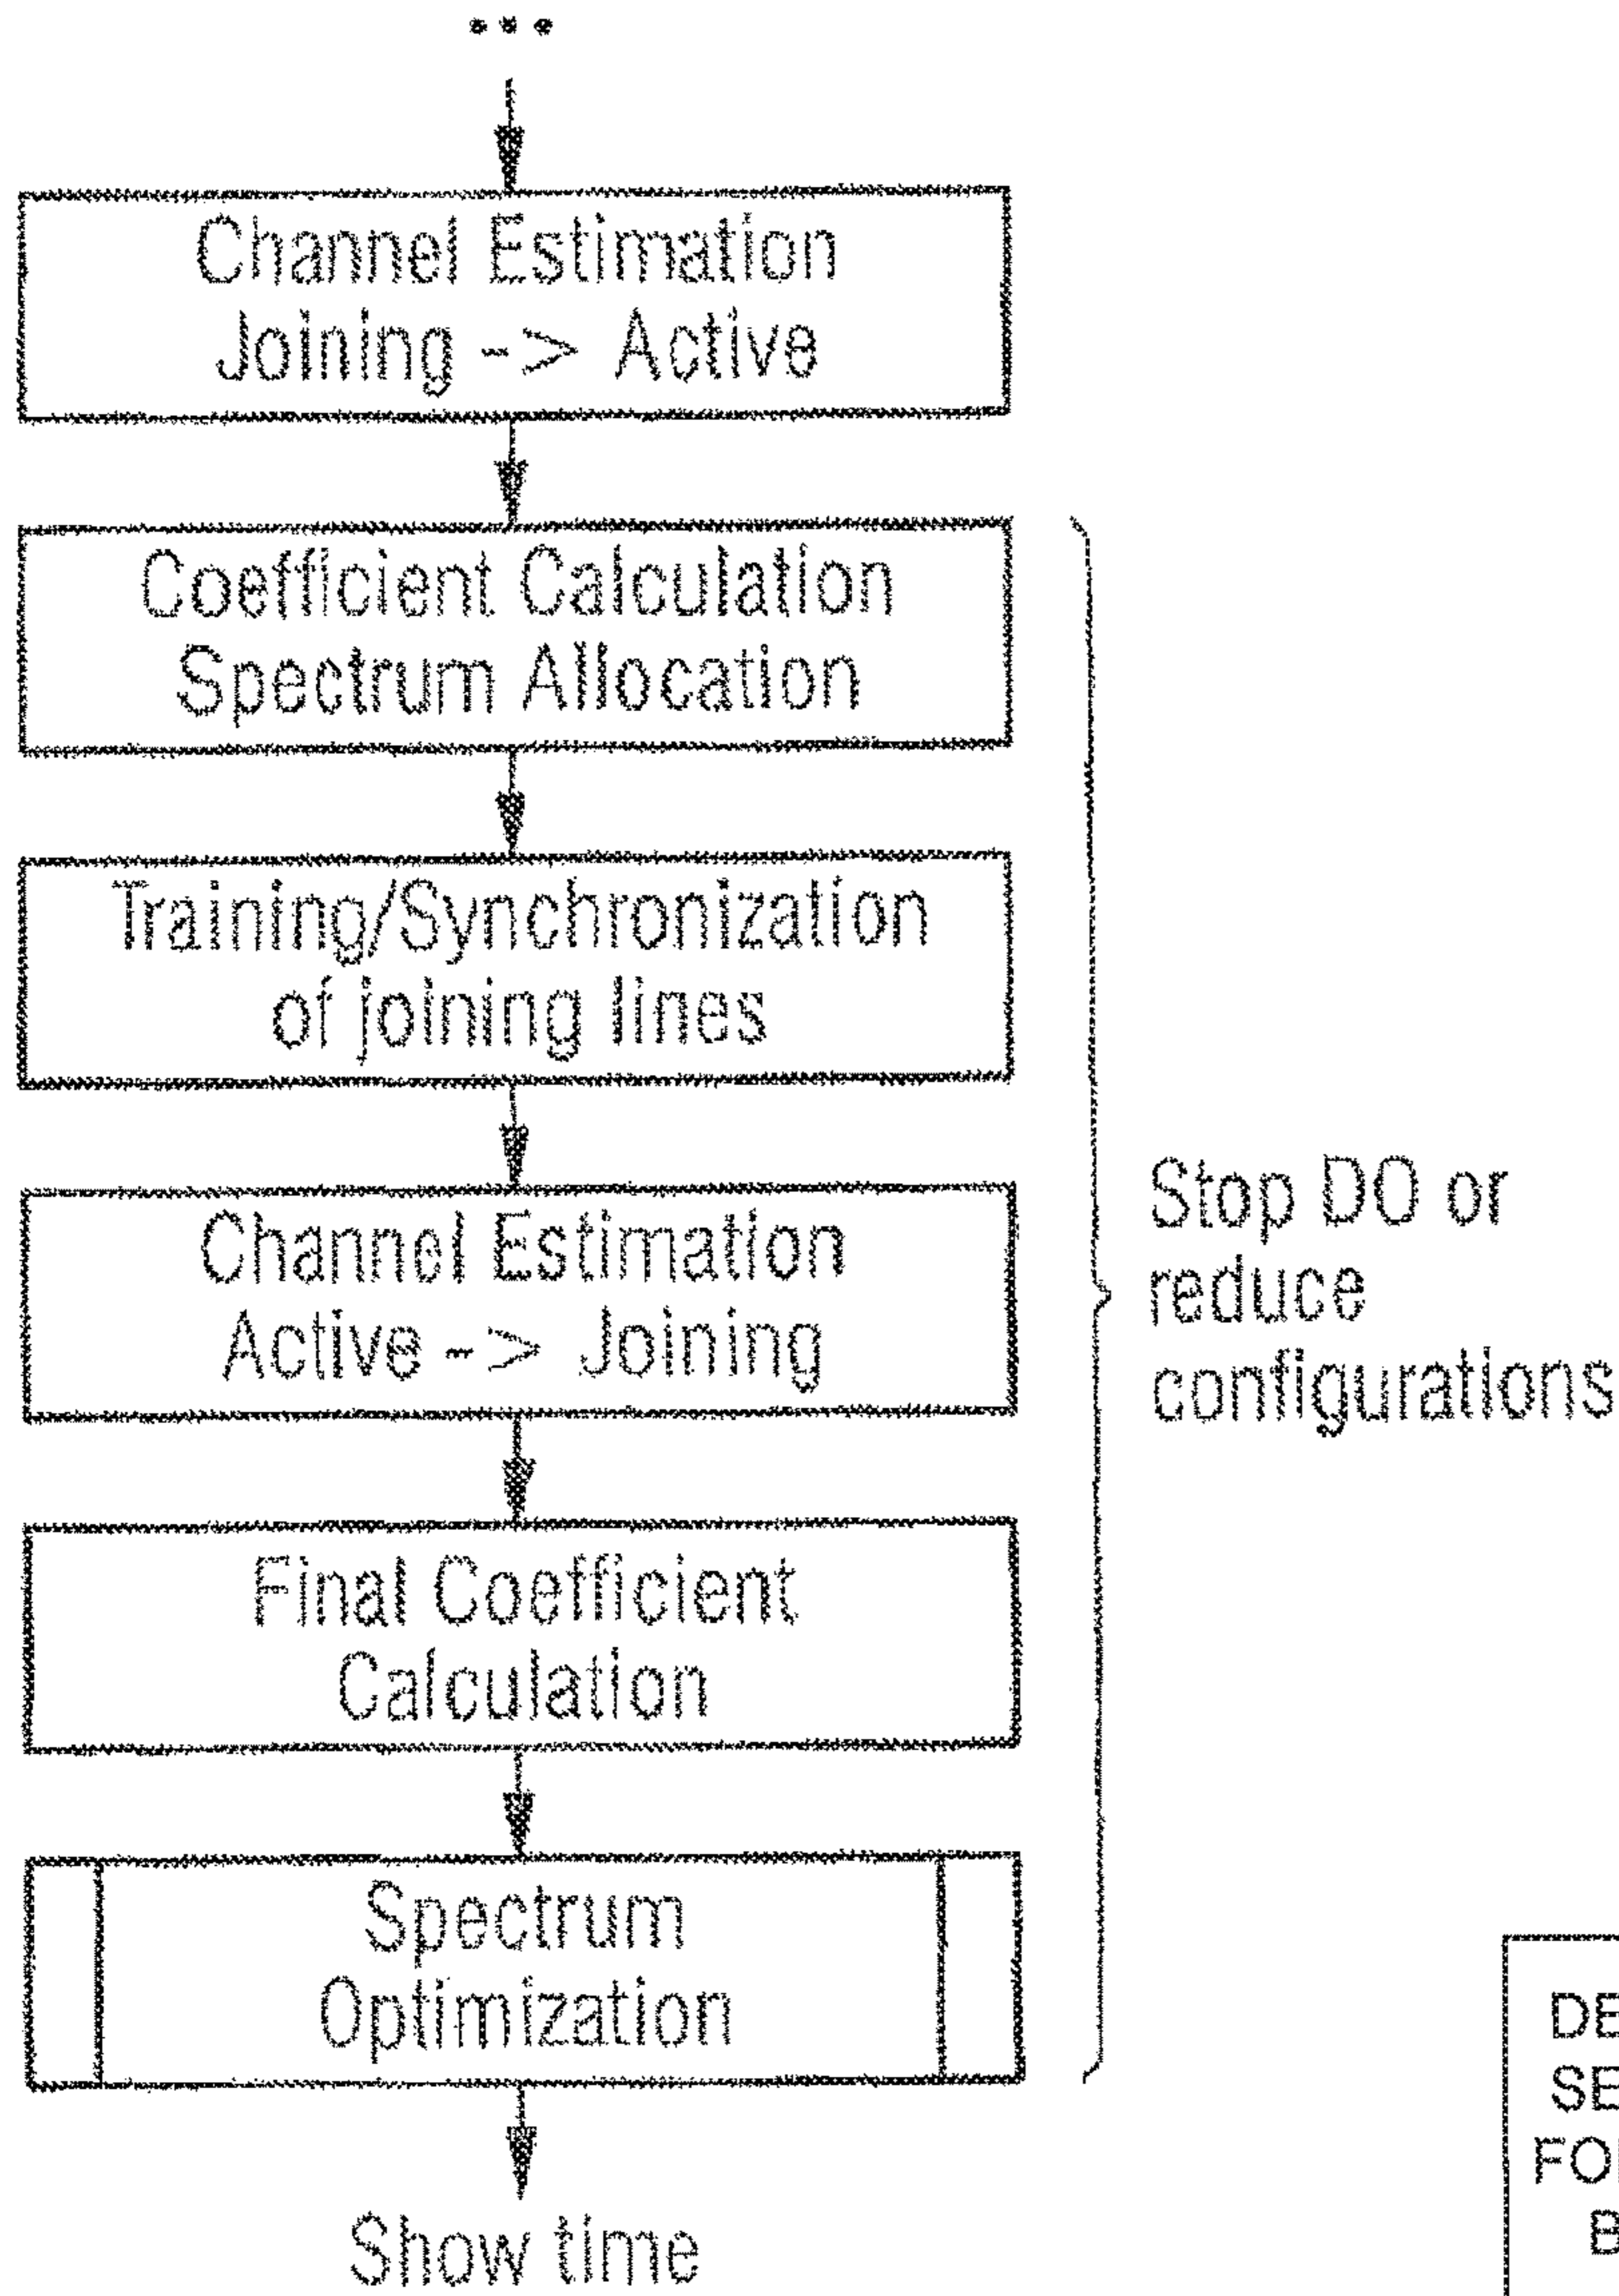 ...
Channel Estimation
Joining -> Active
Coefficient Calculation
Spectrum Allocation
Training/Synchronization
of joining lines
Channel Estimation
Active -> Joining
Stop DO or
reduce
configurations
Final Coefficient
Calculation
Spectrum
Optimization
Show time